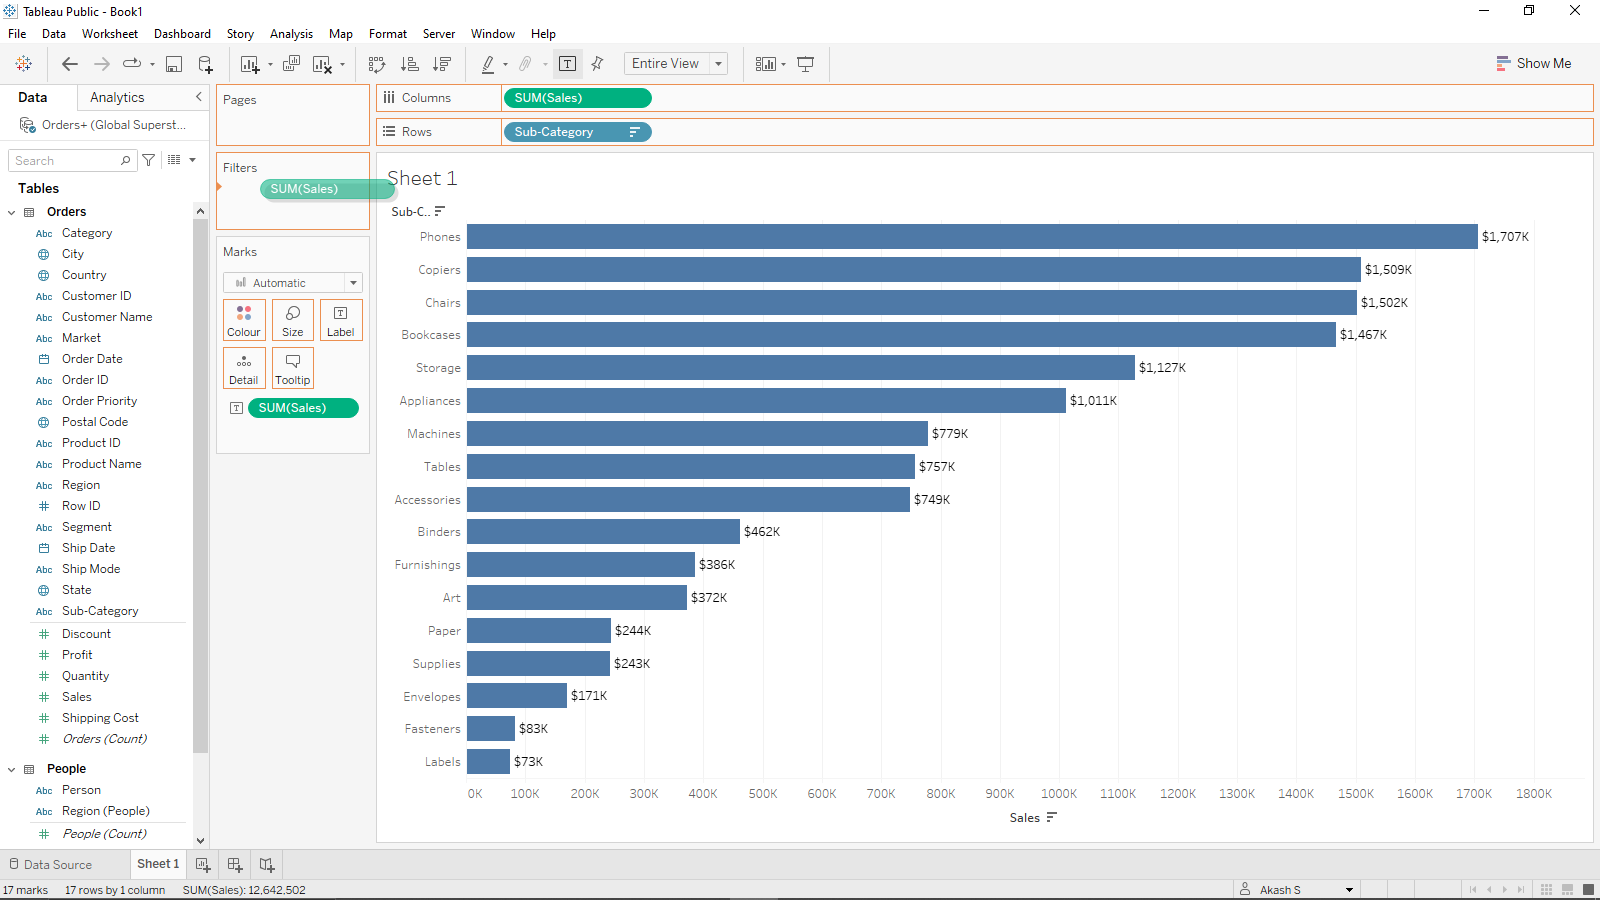 Tableau Public - Book1
File Data Worksheet Dashboard Story Analysis Map Format Server Window Help
Entire View
Show Me
Data Analytics
Orders+ (Global Superst...
Search
Tables
Orders
Abc Category
City
Country
Abc Customer ID
Abc Customer Name
Abc Market
Order Date
Abc Order ID
Abc Order Priority
Postal Code
Abc Product ID
Abc Product Name
Abc Region
Row ID
Abc Segment
Ship Date
Abc Ship Mode
State
Abc Sub-Category
Discount
Profit
Quantity
Sales
Shipping Cost
Orders (Count)
People
Abc Person
Abc Region (People)
People (Count)
Pages
Filters
SUM(Sales)
Marks
Automatic
Colour Size T Label
Detail Tooltip
T SUM(Sales)
Columns SUM(Sales)
Rows Sub-Category
Sheet 1
Sub-C..
Phones $1,707K
Copiers $1,509K
Chairs $1,502K
Bookcases $1,467K
Storage $1,127K
Appliances $1,011K
Machines $779K
Tables $757K
Accessories $749K
Binders $462K
Furnishings $386K
Art $372K
Paper $244K
Supplies $243K
Envelopes $171K
Fasteners $83K
Labels $73K
0K 100K 200K 300K 400K 500K 600K 700K 800K 900K 1000K 1100K 1200K 1300K 1400K 1500K 1600K 1700K 1800K
Sales
Data Source Sheet 1
17 marks 17 rows by 1 column SUM(Sales): 12,642,502
Akash S